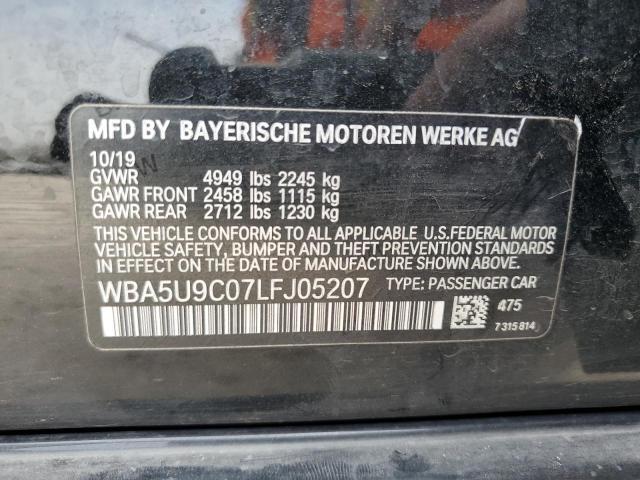 MFD BY BAYERISCHE MOTOREN WERKE AG
10/19
GVWR 4949 lbs 2245 kg
GAWR FRONT 2458 lbs 1115 kg
GAWR REAR 2712 lbs 1230 kg
THIS VEHICLE CONFORMS TO ALL APPLICABLE U.S.FEDERAL MOTOR
VEHICLE SAFETY, BUMPER AND THEFT PREVENTION STANDARDS
IN EFFECT ON THE DATE OF MANUFACTURE SHOWN ABOVE.
WBA5U9C07LFJ05207 TYPE: PASSENGER CAR
475
7315814